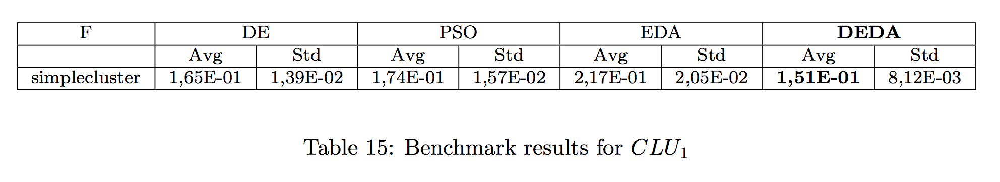 F DE PSO EDA DEDA
Avg Std Avg Std Avg Std Avg Std
simplecluster 1,65E-01 1,39E-02 1,74E-01 1,57E-02 2,17E-01 2,05E-02 1,51E-01 8,12E-03
Table 15: Benchmark results for CLU₁